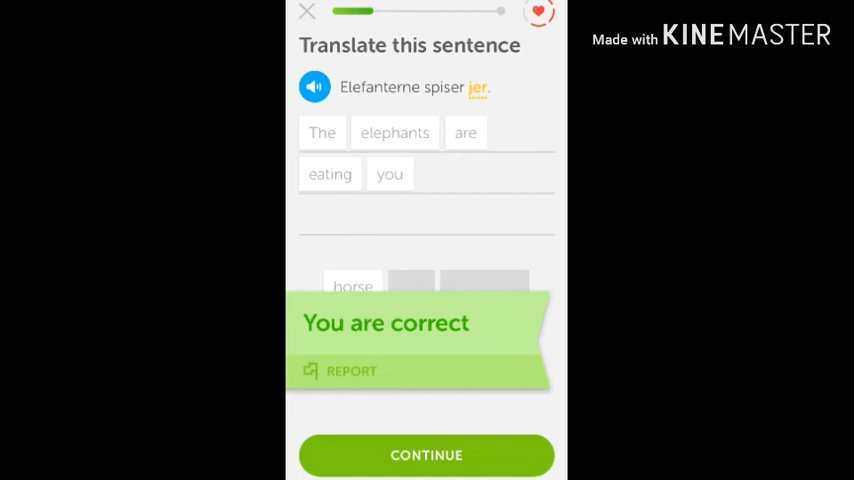 Made with KINEMASTER
Translate this sentence
Elefanterne spiser jer.
The elephants are
eating you
horse
You are correct
REPORT
CONTINUE